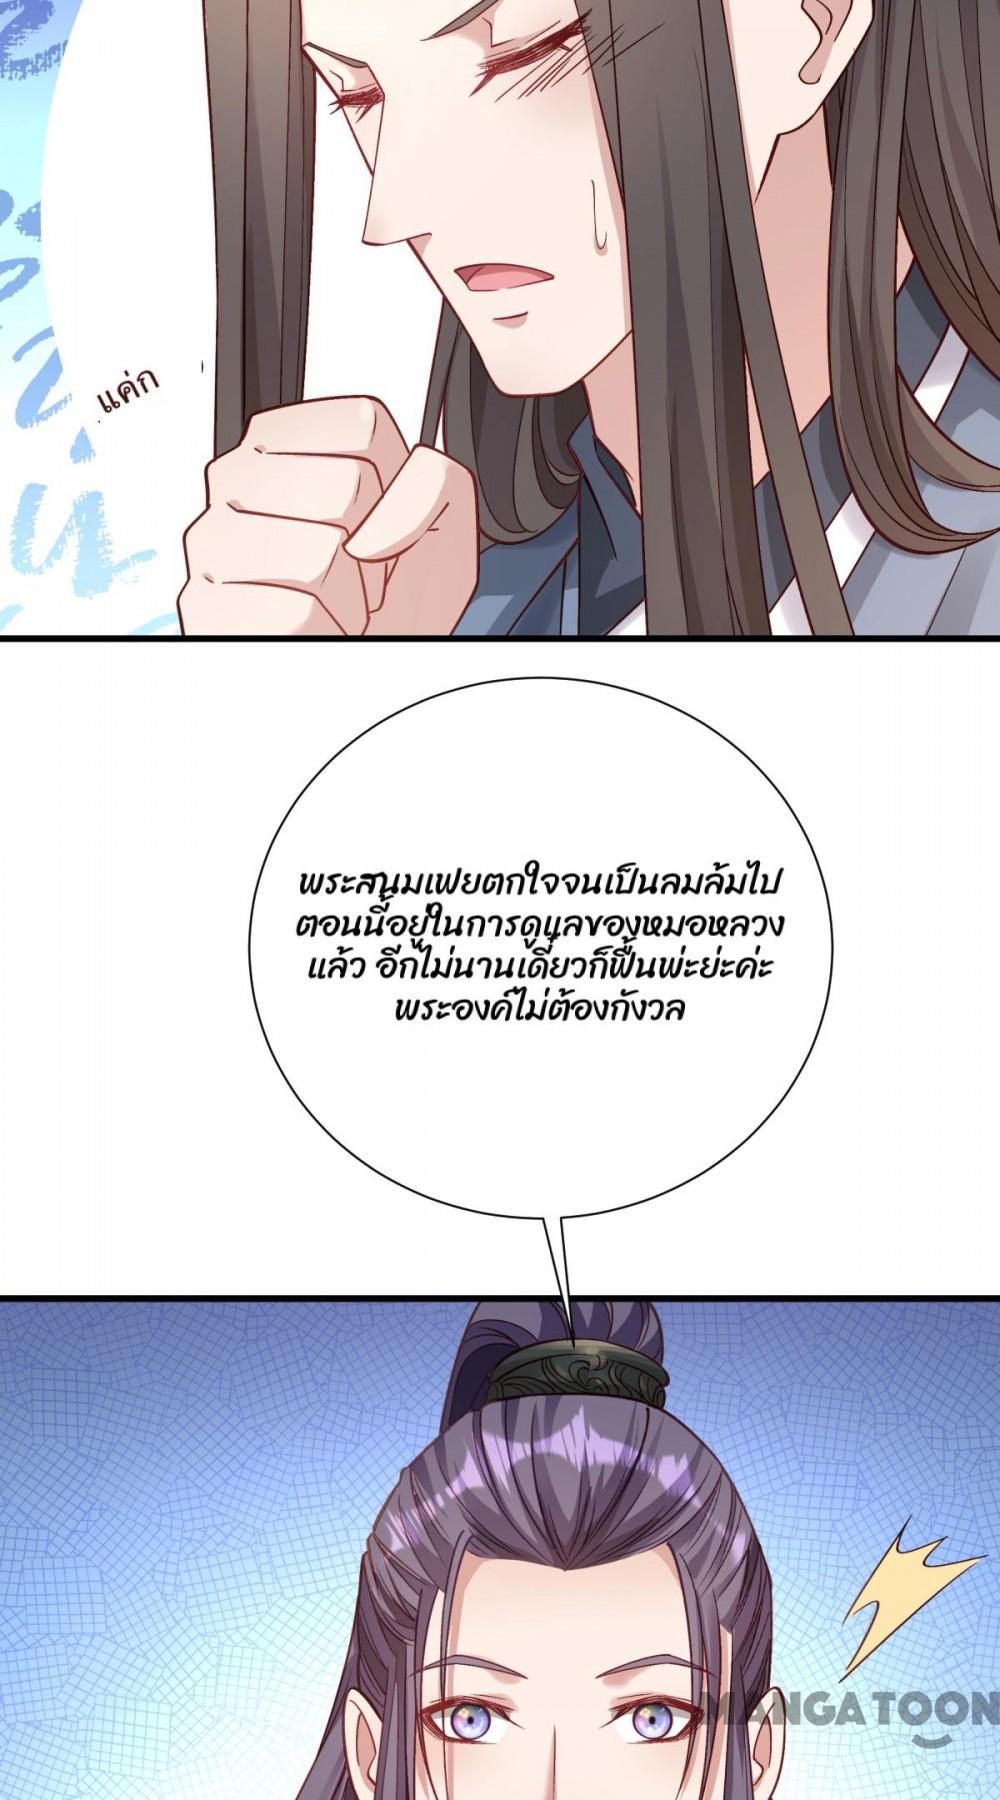 แค่ก
พระสนมเฟยตกใจจนเป็นลมล้มไป
ตอนนี้อยู่ในการดูแลของหมอหลวง
แล้ว อีกไม่นานเดี๋ยวก็ฟื้นพ่ะย่ะค่ะ
พระองค์ไม่ต้องกังวล
MANGATOON